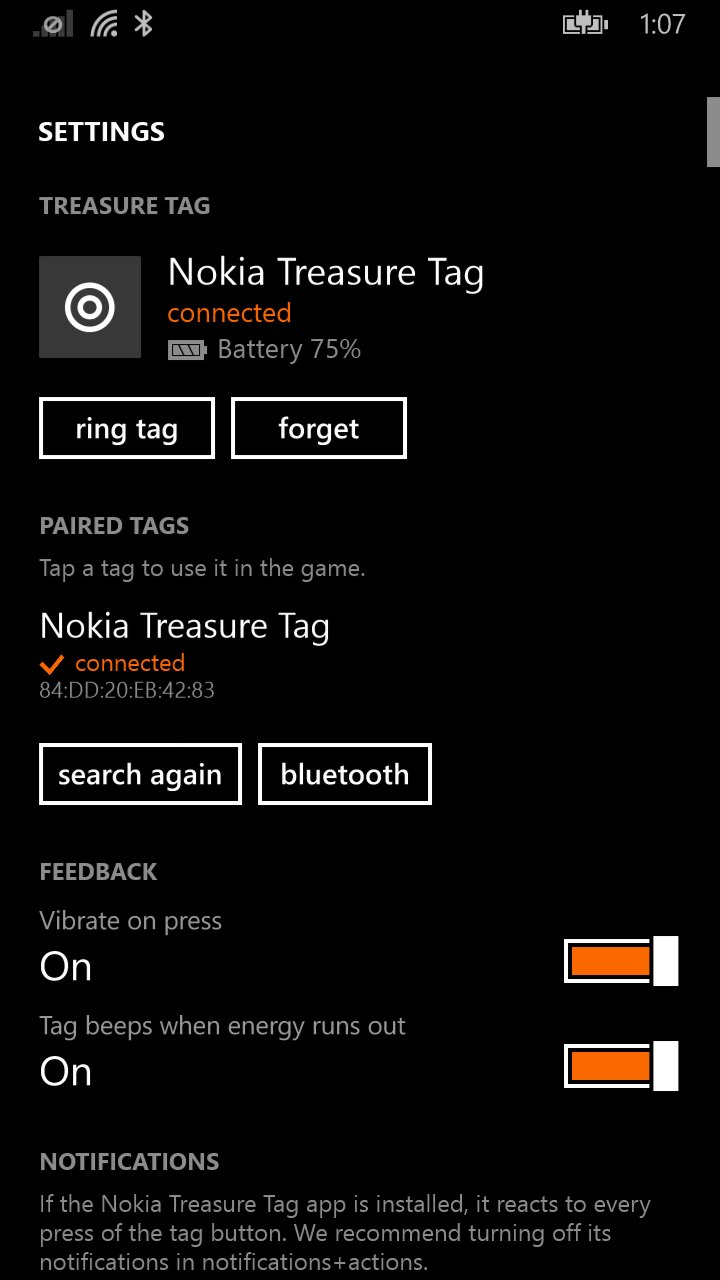 1:07
SETTINGS
TREASURE TAG
Nokia Treasure Tag
connected
Battery 75%
ring tag forget
PAIRED TAGS
Tap a tag to use it in the game.
Nokia Treasure Tag
connected
84:DD:20:EB:42:83
search again bluetooth
FEEDBACK
Vibrate on press
On
Tag beeps when energy runs out
On
NOTIFICATIONS
If the Nokia Treasure Tag app is installed, it reacts to every
press of the tag button. We recommend turning off its
notifications in notifications+actions.